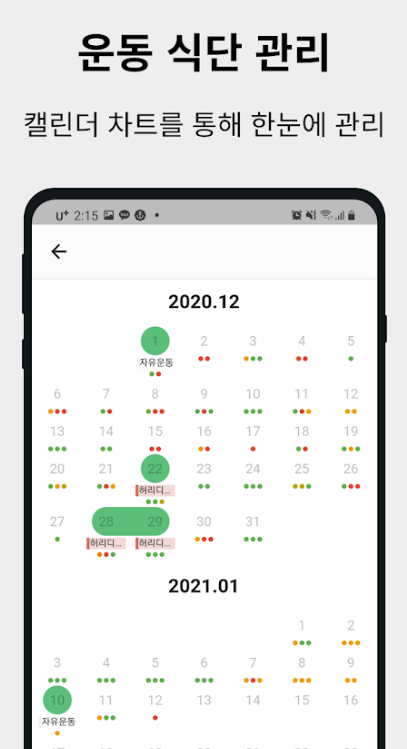 운동 식단 관리
캘린더 차트를 통해 한눈에 관리
U+ 2:15
2020.12
1 2 3 4 5
자유운동
6 7 8 9 10 11 12
13 14 15 16 17 18 19
20 21 22 23 24 25 26
허리디...
27 28 29 30 31
허리디... 허리디...
2021.01
1 2
3 4 5 6 7 8 9
10 11 12 13 14 15 16
자유운동